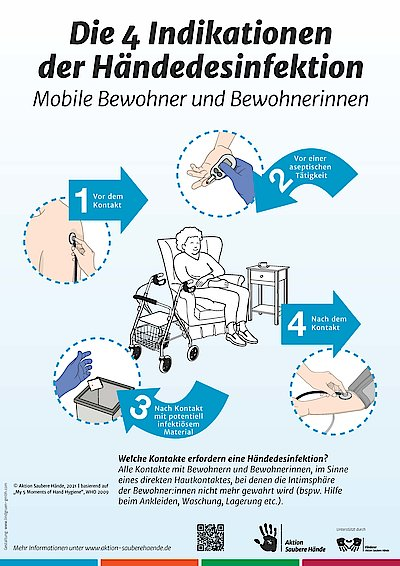 Die 4 Indikationen
der Händedesinfektion
Mobile Bewohner und Bewohnerinnen
1 Vor dem
Kontakt
2 Vor einer
aseptischen
Tätigkeit
4 Nach dem
Kontakt
3 Nach Kontakt
mit potentiell
infektiösem
Material
Welche Kontakte erfordern eine Händedesinfektion?
Alle Kontakte mit Bewohnern und Bewohnerinnen, im Sinne
eines direkten Hautkontaktes, bei denen die Intimsphäre
der Bewohner:innen nicht mehr gewahrt wird (bspw. Hilfe
beim Ankleiden, Waschung, Lagerung etc.).
© Aktion Saubere Hände, 2021 | basierend auf
„My 5 Moments of Hand Hygiene", WHO 2009
Mehr Informationen unter www.aktion-sauberehaende.de
Aktion
Saubere Hände
Unterstützt durch